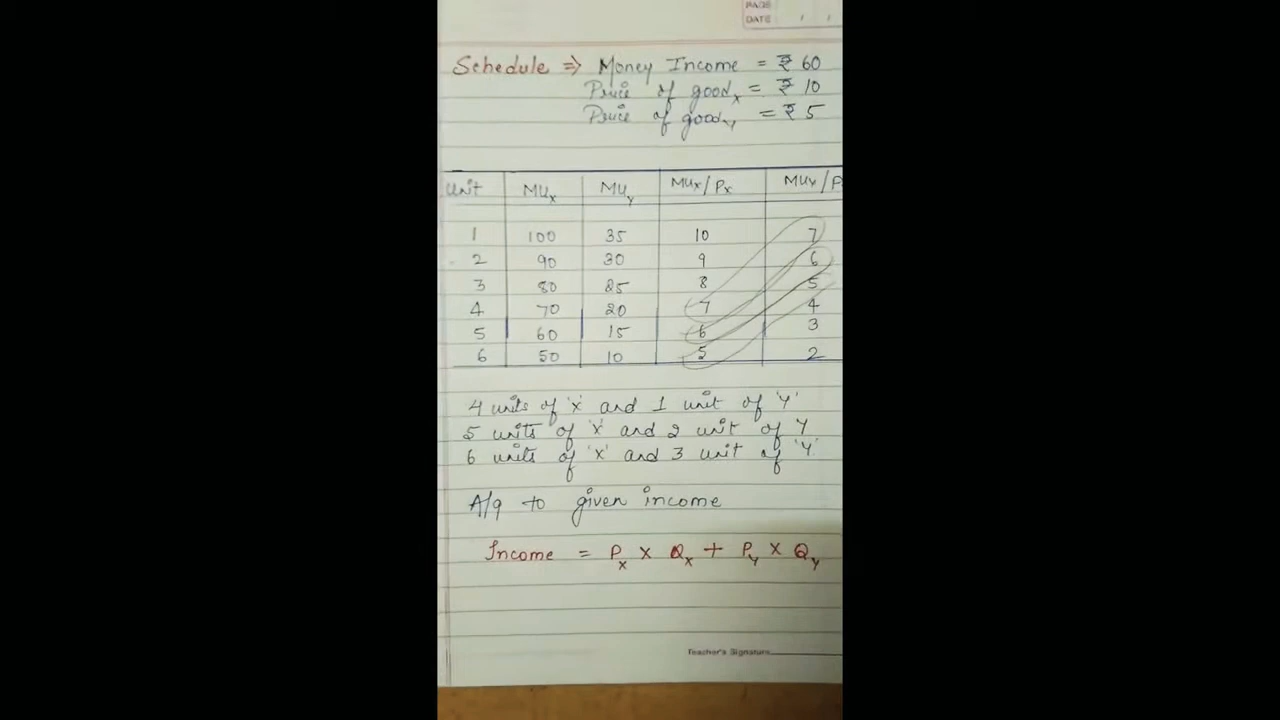 PAGE
DATE / /
Schedule ⇒ Money Income = ₹ 60
Price of goodx = ₹ 10
Price of goody = ₹ 5
Unit MUx MUy MUx/Px MUy/P
1 100 35 10 7
2 90 30 9 6
3 80 25 8 5
4 70 20 7 4
5 60 15 6 3
6 50 10 5 2
4 units of 'x' and 1 unit of 'y'
5 units of 'x' and 2 unit of y
6 units of 'x' and 3 unit of 'y'
A/q to given income
Income = Px × Qx + Py × Qy
Teacher's Signature